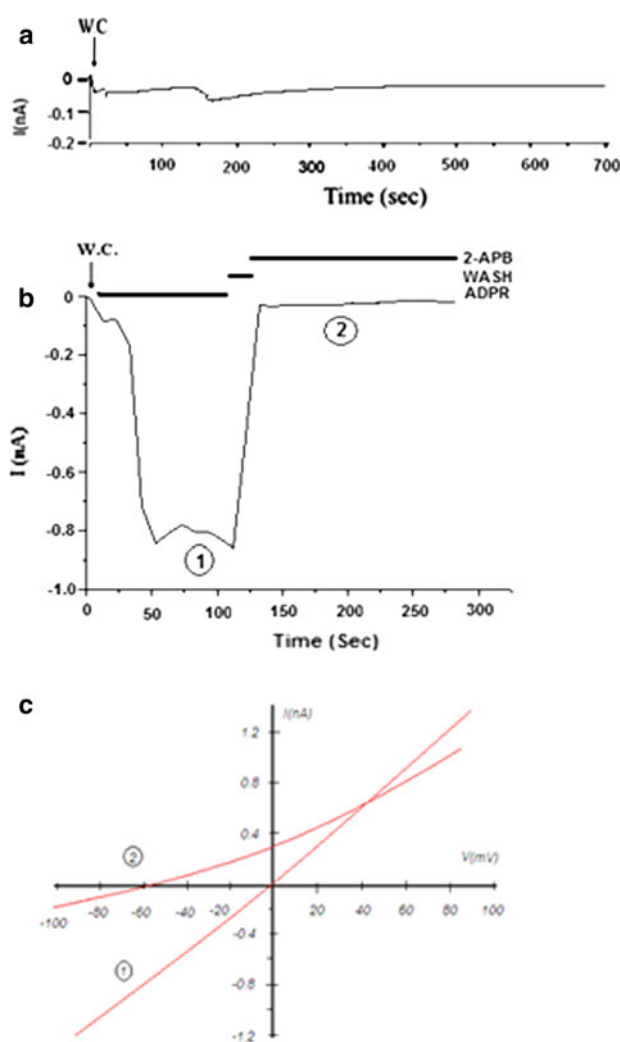 a
WC
0
-0.1
-0.2
I(nA)
100 200 300 400 500 600 700
Time (sec)
b
W.C.
2-APB
WASH
ADPR
0
-0.2
-0.4
-0.6
-0.8
-1.0
I (nA)
1
2
0 50 100 150 200 250 300
Time (Sec)
c
I(nA)
1.2
0.8
0.4
V(mV)
-100 -80 -60 -40 -20 20 40 60 80 100
-0.4
-0.8
-1.2
2
1